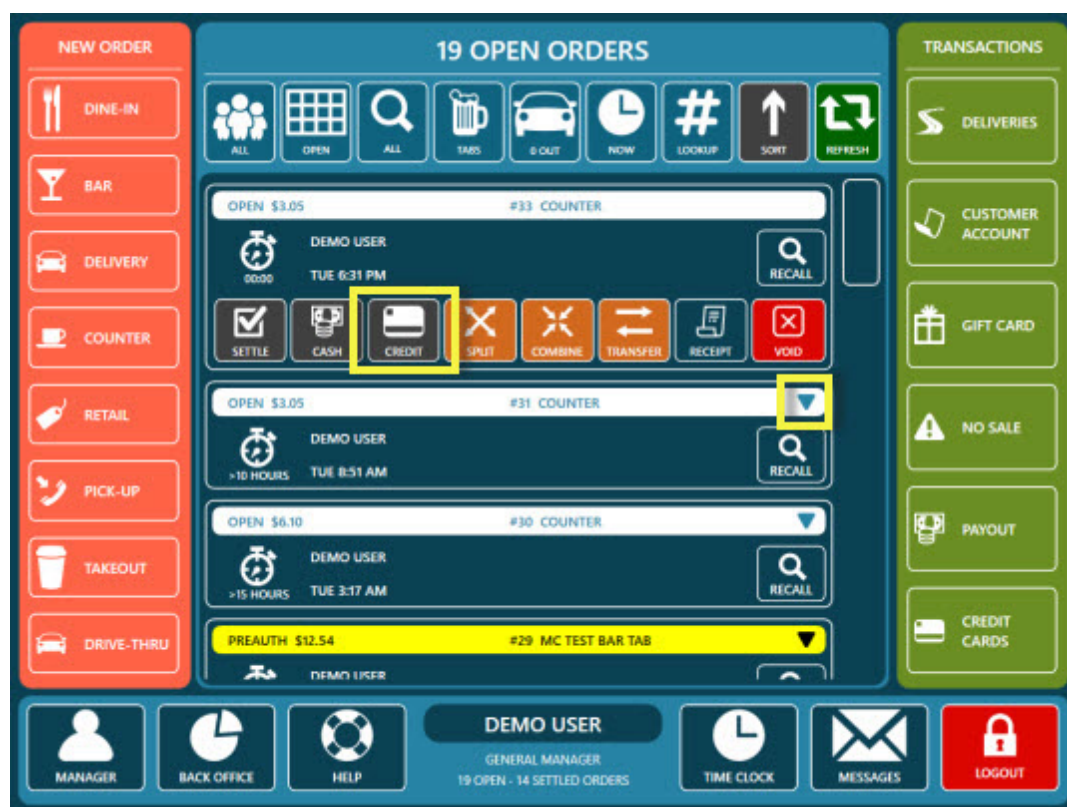 NEW ORDER
DINE-IN
BAR
DELIVERY
COUNTER
RETAIL
PICK-UP
TAKEOUT
DRIVE-THRU
19 OPEN ORDERS
ALL
OPEN
ALL
TABS
0 OUT
NOW
# LOOKUP
SORT
REFRESH
OPEN $3.05 #33 COUNTER
DEMO USER
00:00 TUE 6:31 PM
RECALL
SETTLE
CASH
CREDIT
SPLIT
COMBINE
TRANSFER
RECEIPT
VOID
OPEN $3.05 #31 COUNTER
DEMO USER
>10 HOURS TUE 8:51 AM
RECALL
OPEN $6.10 #30 COUNTER
DEMO USER
>15 HOURS TUE 3:17 AM
RECALL
PREAUTH $12.54 #29 MC TEST BAR TAB
DEMO USER
TRANSACTIONS
DELIVERIES
CUSTOMER
ACCOUNT
GIFT CARD
NO SALE
PAYOUT
CREDIT
CARDS
MANAGER
BACK OFFICE
HELP
DEMO USER
GENERAL MANAGER
19 OPEN - 14 SETTLED ORDERS
TIME CLOCK
MESSAGES
LOGOUT